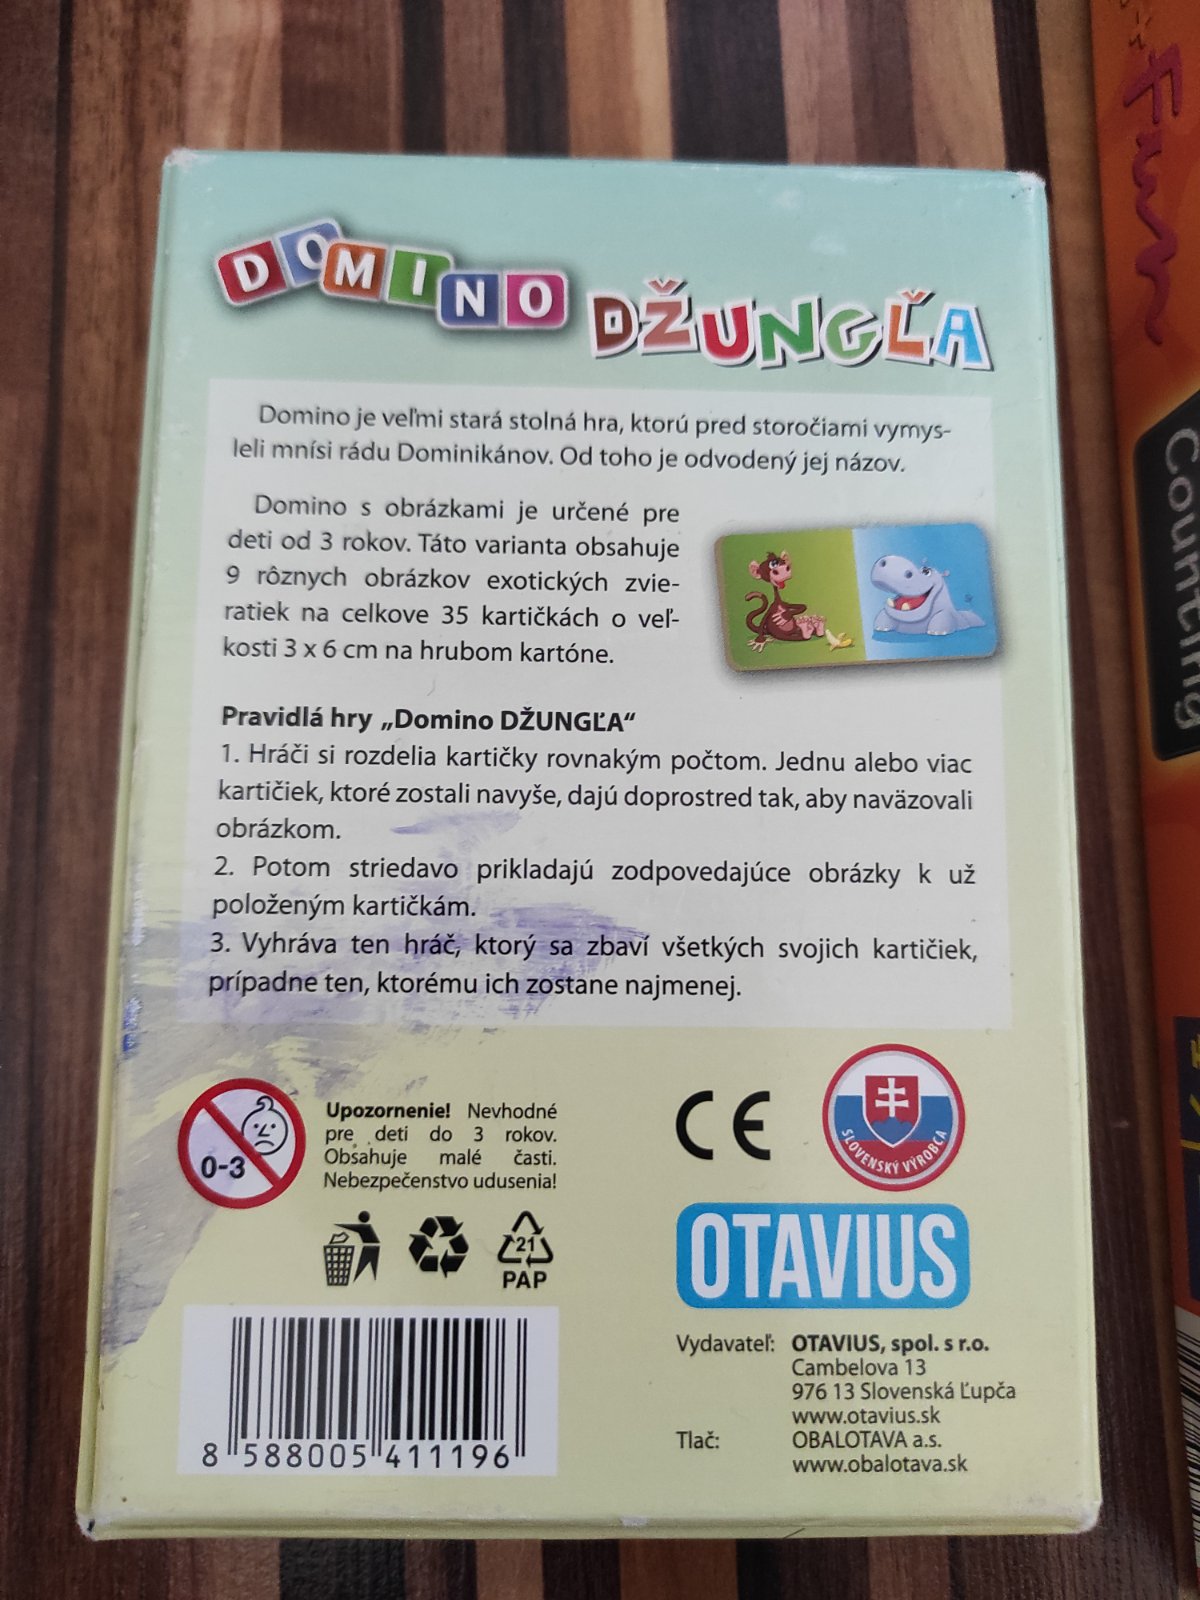 DOMINO DŽUNGĽA
Domino je veľmi stará stolná hra, ktorú pred storočiami vymys-
leli mnísi rádu Dominikánov. Od toho je odvodený jej názov.
Domino s obrázkami je určené pre
deti od 3 rokov. Táto varianta obsahuje
9 rôznych obrázkov exotických zvie-
ratiek na celkove 35 kartičkách o veľ-
kosti 3 x 6 cm na hrubom kartóne.
Pravidlá hry „Domino DŽUNGĽA“
1. Hráči si rozdelia kartičky rovnakým počtom. Jednu alebo viac
kartičiek, ktoré zostali navyše, dajú doprostred tak, aby naväzovali
obrázkom.
2. Potom striedavo prikladajú zodpovedajúce obrázky k už
položeným kartičkám.
3. Vyhráva ten hráč, ktorý sa zbaví všetkých svojich kartičiek,
prípadne ten, ktorému ich zostane najmenej.
0-3
Upozornenie! Nevhodné
pre deti do 3 rokov.
Obsahuje malé časti.
Nebezpečenstvo udusenia!
CE
SLOVENSKÝ VÝROBCA
21
PAP
OTAVIUS
8 588005 411196
Vydavateľ: OTAVIUS, spol. s r.o.
Cambelova 13
976 13 Slovenská Ľupča
www.otavius.sk
Tlač: OBALOTAVA a.s.
www.obalotava.sk
Fun
Counting